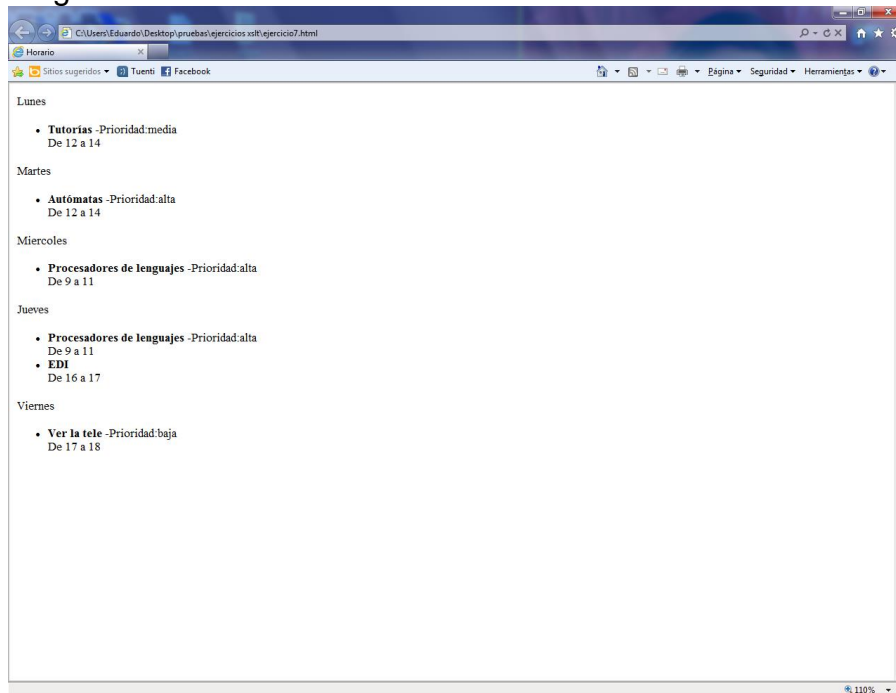 C:\Users\Eduardo\Desktop\pruebas\ejercicios xslt\ejercicio7.html
Horario
Sitios sugeridos Tuenti Facebook Página Seguridad Herramientas
Lunes
• Tutorías -Prioridad:media
De 12 a 14
Martes
• Autómatas -Prioridad:alta
De 12 a 14
Miercoles
• Procesadores de lenguajes -Prioridad:alta
De 9 a 11
Jueves
• Procesadores de lenguajes -Prioridad:alta
De 9 a 11
• EDI
De 16 a 17
Viernes
• Ver la tele -Prioridad:baja
De 17 a 18
110%